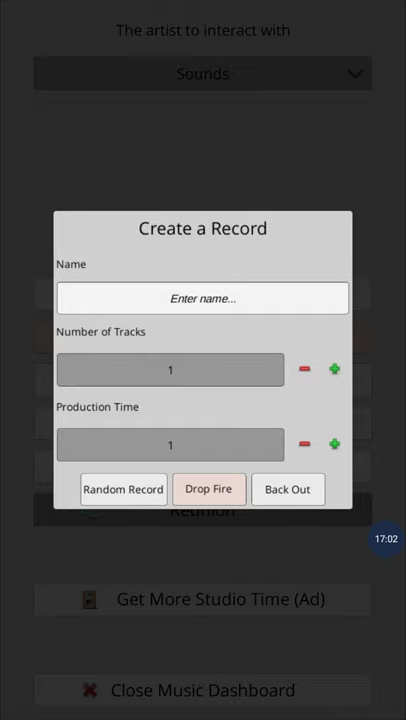 The artist to interact with
Sounds
Create a Record
Name
Enter name...
Number of Tracks
1
Production Time
1
Random Record
Drop Fire
Back Out
Reunion
17:02
Get More Studio Time (Ad)
Close Music Dashboard